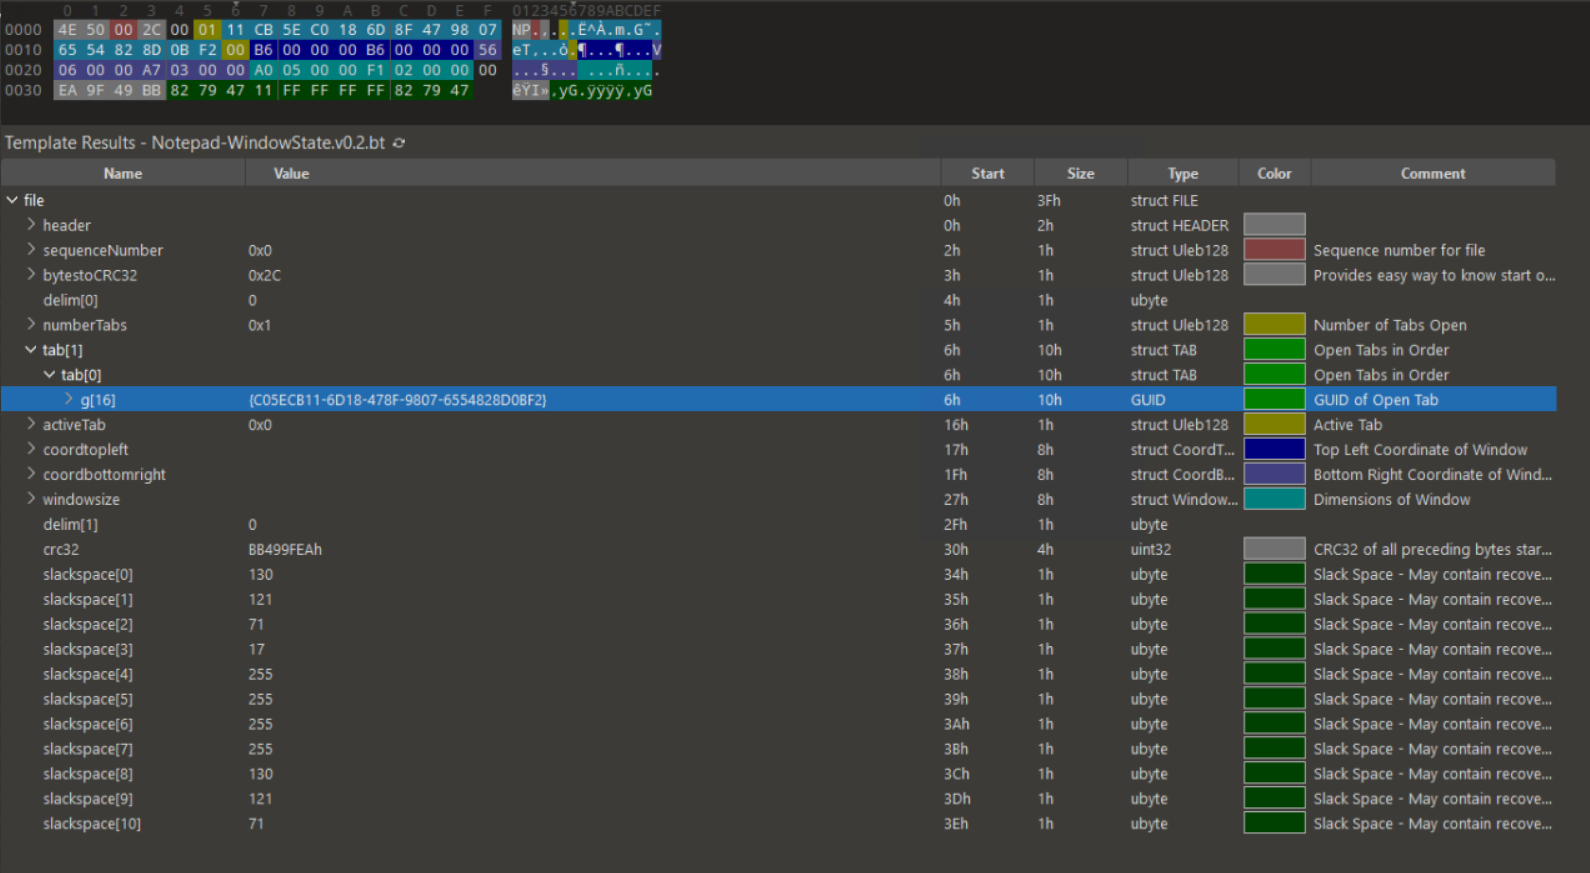 0 1 2 3 4 5 6 7 8 9 A B C D E F 0123456789ABCDEF
0000 4E 50 00 2C 00 01 11 CB 5E C0 18 6D 8F 47 98 07 NP.,...Ë^À.m.G˜.
0010 65 54 82 8D 0B F2 00 B6 00 00 00 B6 00 00 00 56 eT‚..ò.¶...¶...V
0020 06 00 00 A7 03 00 00 A0 05 00 00 F1 02 00 00 00 ...§... ...ñ....
0030 EA 9F 49 BB 82 79 47 11 FF FF FF FF 82 79 47 êŸI»‚yG.ÿÿÿÿ‚yG
Template Results - Notepad-WindowState.v0.2.bt
Name Value Start Size Type Color Comment
file 0h 3Fh struct FILE
header 0h 2h struct HEADER
sequenceNumber 0x0 2h 1h struct Uleb128 Sequence number for file
bytestoCRC32 0x2C 3h 1h struct Uleb128 Provides easy way to know start o...
delim[0] 0 4h 1h ubyte
numberTabs 0x1 5h 1h struct Uleb128 Number of Tabs Open
tab[1] 6h 10h struct TAB Open Tabs in Order
tab[0] 6h 10h struct TAB Open Tabs in Order
g[16] {C05ECB11-6D18-478F-9807-6554828D0BF2} 6h 10h GUID GUID of Open Tab
activeTab 0x0 16h 1h struct Uleb128 Active Tab
coordtopleft 17h 8h struct CoordT... Top Left Coordinate of Window
coordbottomright 1Fh 8h struct CoordB... Bottom Right Coordinate of Wind...
windowsize 27h 8h struct Window... Dimensions of Window
delim[1] 0 2Fh 1h ubyte
crc32 BB499FEAh 30h 4h uint32 CRC32 of all preceding bytes star...
slackspace[0] 130 34h 1h ubyte Slack Space - May contain recove...
slackspace[1] 121 35h 1h ubyte Slack Space - May contain recove...
slackspace[2] 71 36h 1h ubyte Slack Space - May contain recove...
slackspace[3] 17 37h 1h ubyte Slack Space - May contain recove...
slackspace[4] 255 38h 1h ubyte Slack Space - May contain recove...
slackspace[5] 255 39h 1h ubyte Slack Space - May contain recove...
slackspace[6] 255 3Ah 1h ubyte Slack Space - May contain recove...
slackspace[7] 255 3Bh 1h ubyte Slack Space - May contain recove...
slackspace[8] 130 3Ch 1h ubyte Slack Space - May contain recove...
slackspace[9] 121 3Dh 1h ubyte Slack Space - May contain recove...
slackspace[10] 71 3Eh 1h ubyte Slack Space - May contain recove...